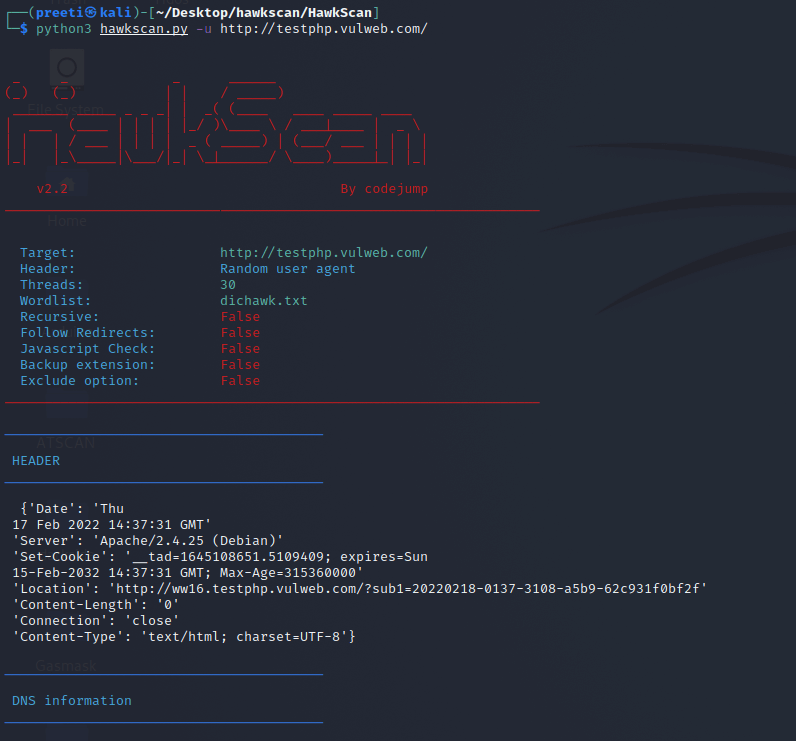 ┌──(preeti㉿kali)-[~/Desktop/hawkscan/HawkScan]
└─$ python3 hawkscan.py -u http://testphp.vulweb.com/
File System
v2.2 By codejump
Home
Target: http://testphp.vulweb.com/
Header: Random user agent
Threads: 30
Wordlist: dichawk.txt
Recursive: False
Follow Redirects: False
Javascript Check: False
Backup extension: False
Exclude option: False
ATSCAN
HEADER
{'Date': 'Thu
17 Feb 2022 14:37:31 GMT'
'Server': 'Apache/2.4.25 (Debian)'
'Set-Cookie': '__tad=1645108651.5109409; expires=Sun
15-Feb-2032 14:37:31 GMT; Max-Age=315360000'
'Location': 'http://ww16.testphp.vulweb.com/?sub1=20220218-0137-3108-a5b9-62c931f0bf2f'
'Content-Length': '0'
'Connection': 'close'
'Content-Type': 'text/html; charset=UTF-8'}
Gasmask
DNS information